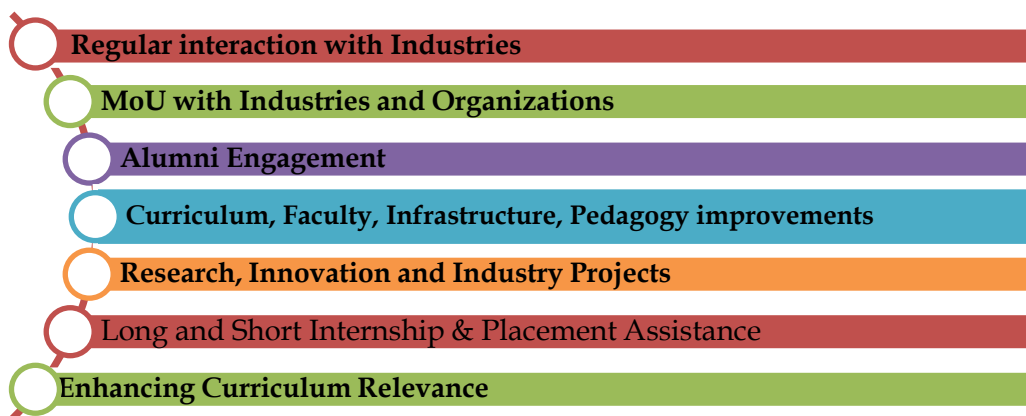 Regular interaction with Industries
MoU with Industries and Organizations
Alumni Engagement
Curriculum, Faculty, Infrastructure, Pedagogy improvements
Research, Innovation and Industry Projects
Long and Short Internship & Placement Assistance
Enhancing Curriculum Relevance